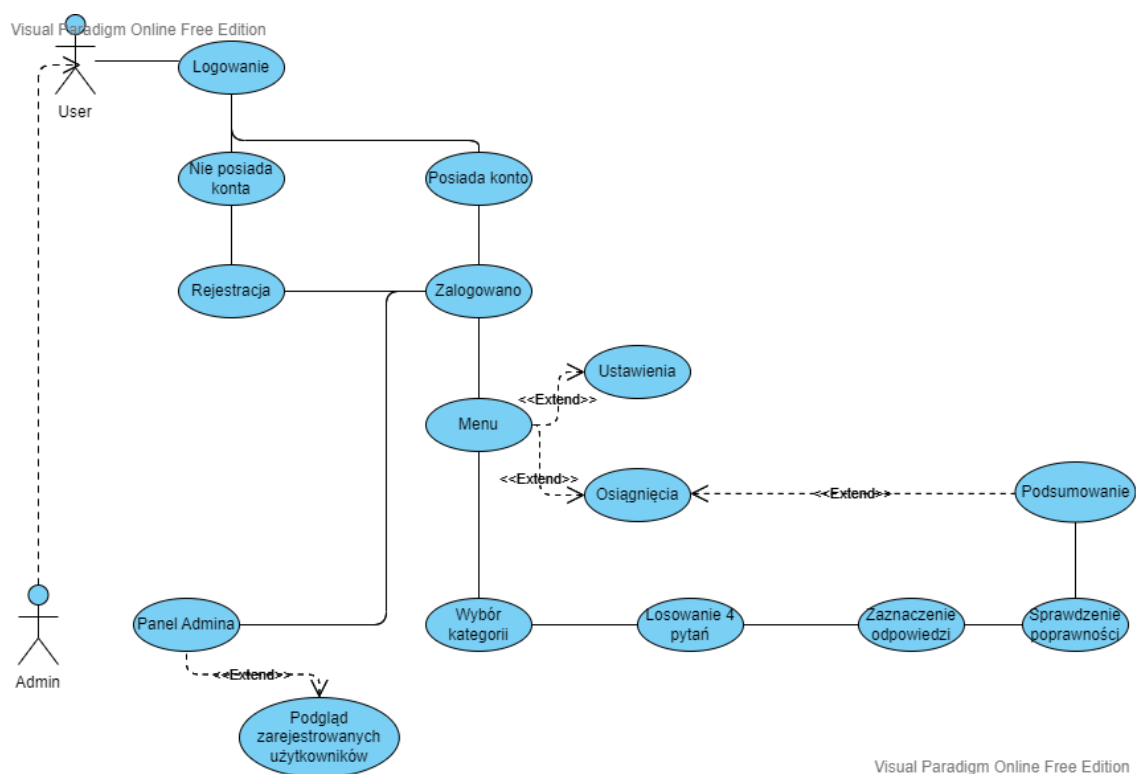 Visual Paradigm Online Free Edition
Logowanie
User
Nie posiada
konta
Posiada konto
Rejestracja
Zalogowano
Ustawienia
<<Extend>>
Menu
<<Extend>>
Osiągnięcia
<<Extend>>
Podsumowanie
Panel Admina
Wybór
kategorii
Losowanie 4
pytań
Zaznaczenie
odpowiedzi
Sprawdzenie
poprawności
Admin
<<Extend>>
Podgląd
zarejestrowanych
użytkowników
Visual Paradigm Online Free Edition